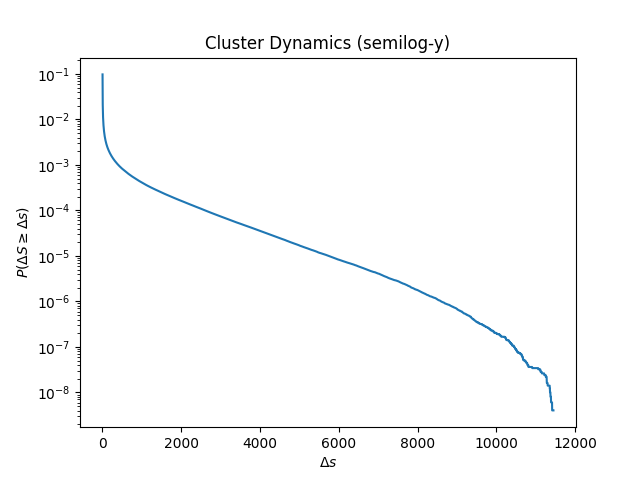 Cluster Dynamics (semilog-y)
P(ΔS ≥ Δs)
10⁻¹
10⁻²
10⁻³
10⁻⁴
10⁻⁵
10⁻⁶
10⁻⁷
10⁻⁸
0 2000 4000 6000 8000 10000 12000
Δs